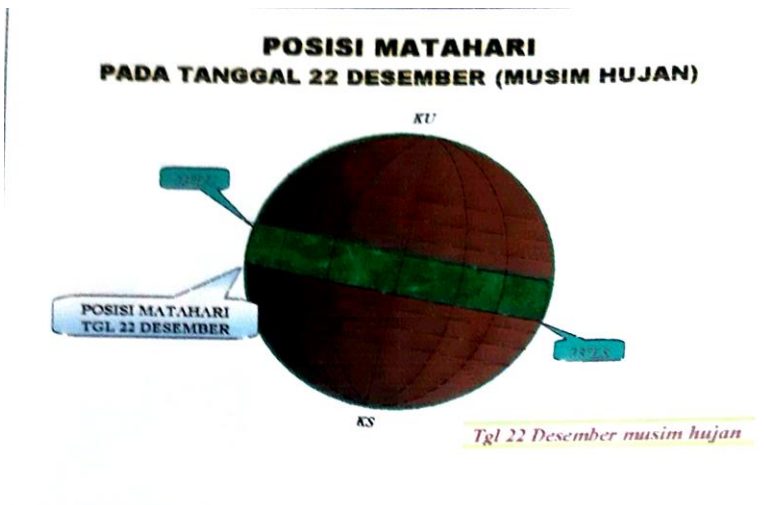 POSISI MATAHARI
PADA TANGGAL 22 DESEMBER (MUSIM HUJAN)
KU
POSISI MATAHARI
TGL 22 DESEMBER
KS
Tgl 22 Desember musim hujan